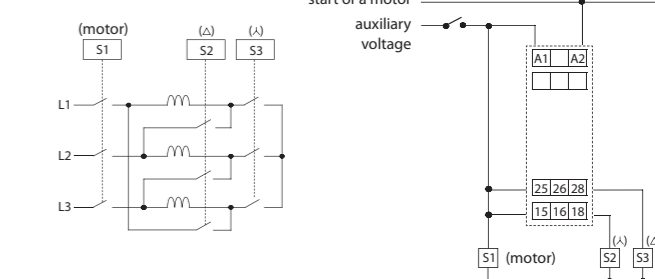 start of a motor
auxiliary
voltage
(motor)
S1
(△)
S2
(⅄)
S3
L1
L2
L3
A1 A2
25 26 28
15 16 18
S1 (motor)
(⅄)
S2
(△
S3